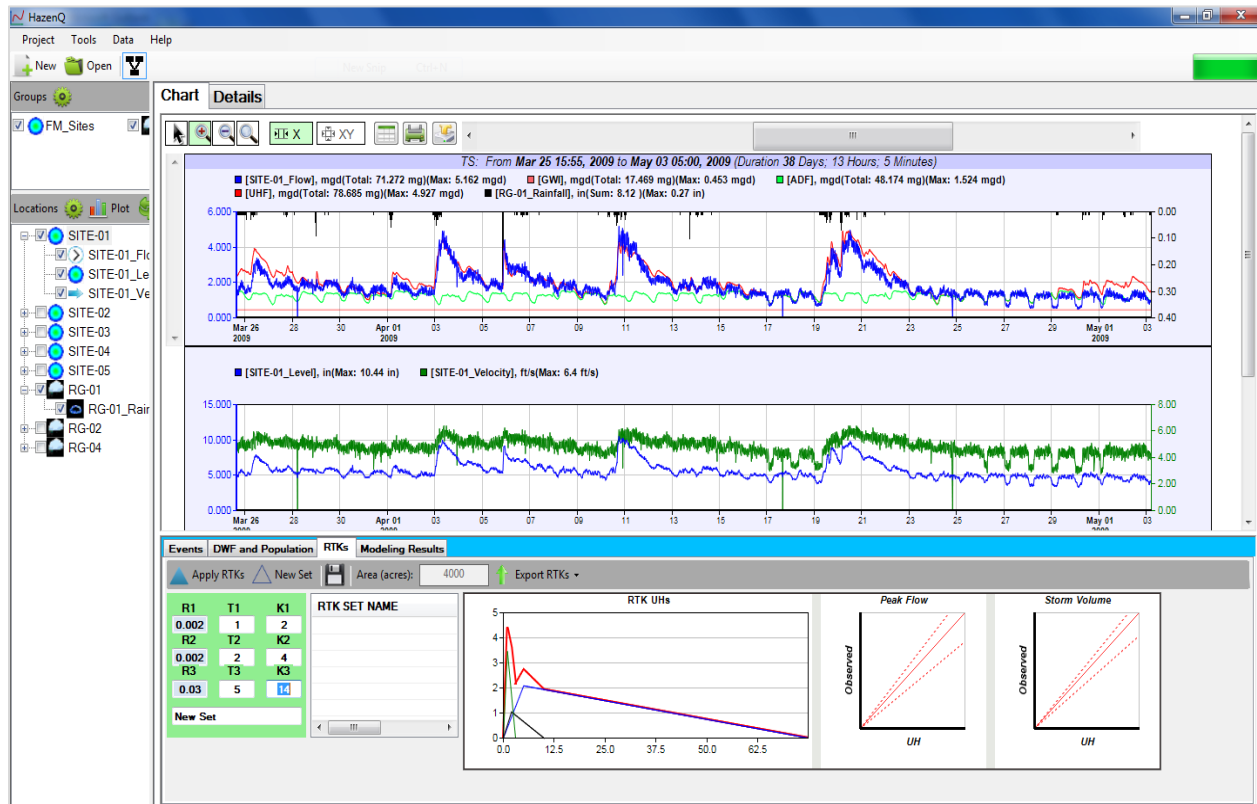 HazenQ
Project Tools Data Help
New Open
Groups
Chart Details
FM_Sites
X XY
TS: From Mar 25 15:55, 2009 to May 03 05:00, 2009 (Duration 38 Days; 13 Hours; 5 Minutes)
[SITE-01_Flow], mgd(Total: 71.272 mg)(Max: 5.162 mgd) [GWI], mgd(Total: 17.469 mg)(Max: 0.453 mgd) [ADF], mgd(Total: 48.174 mg)(Max: 1.524 mgd)
[UHF], mgd(Total: 78.685 mg)(Max: 4.927 mgd) [RG-01_Rainfall], in(Sum: 8.12 )(Max: 0.27 in)
Locations Plot
SITE-01
SITE-01_Flo
SITE-01_Le
SITE-01_Ve
SITE-02
SITE-03
SITE-04
SITE-05
RG-01
RG-01_Rair
RG-02
RG-04
6.000 0.00
0.10
4.000
0.20
2.000
0.30
0.000 0.40
Mar 26 28 30 Apr 01 03 05 07 09 11 13 15 17 19 21 23 25 27 29 May 01 03
2009 2009 2009
[SITE-01_Level], in(Max: 10.44 in) [SITE-01_Velocity], ft/s(Max: 6.4 ft/s)
15.000 8.00
6.00
10.000
4.00
5.000
2.00
0.000 0.00
Mar 26 28 30 Apr 01 03 05 07 09 11 13 15 17 19 21 23 25 27 29 May 01 03
Events DWF and Population RTKs Modeling Results
Apply RTKs New Set Area (acres): 4000 Export RTKs
R1 T1 K1
0.002 1 2
R2 T2 K2
0.002 2 4
R3 T3 K3
0.03 5 14
New Set
RTK SET NAME
RTK UHs
5
4
3
2
1
0
0.0 12.5 25.0 37.5 50.0 62.5
Peak Flow
Observed
UH
Storm Volume
Observed
UH